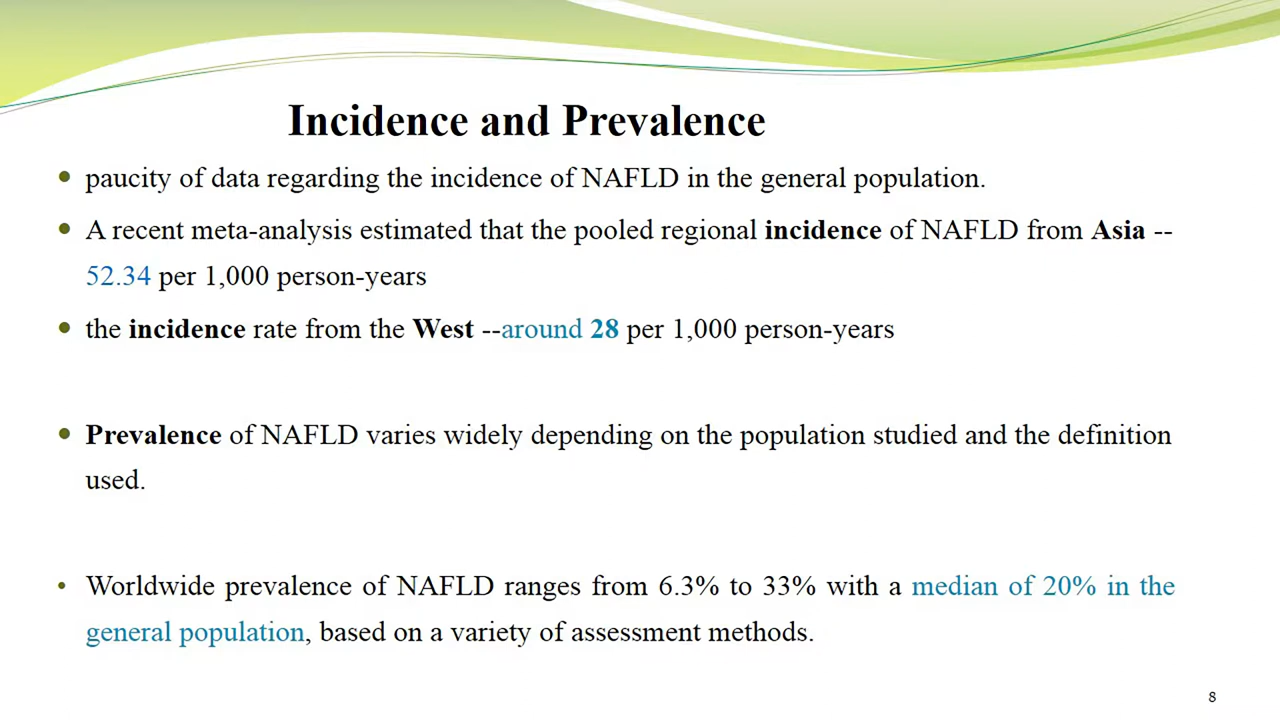 Incidence and Prevalence
• paucity of data regarding the incidence of NAFLD in the general population.
• A recent meta-analysis estimated that the pooled regional incidence of NAFLD from Asia --
52.34 per 1,000 person-years
• the incidence rate from the West --around 28 per 1,000 person-years
• Prevalence of NAFLD varies widely depending on the population studied and the definition
used.
• Worldwide prevalence of NAFLD ranges from 6.3% to 33% with a median of 20% in the
general population, based on a variety of assessment methods.
8